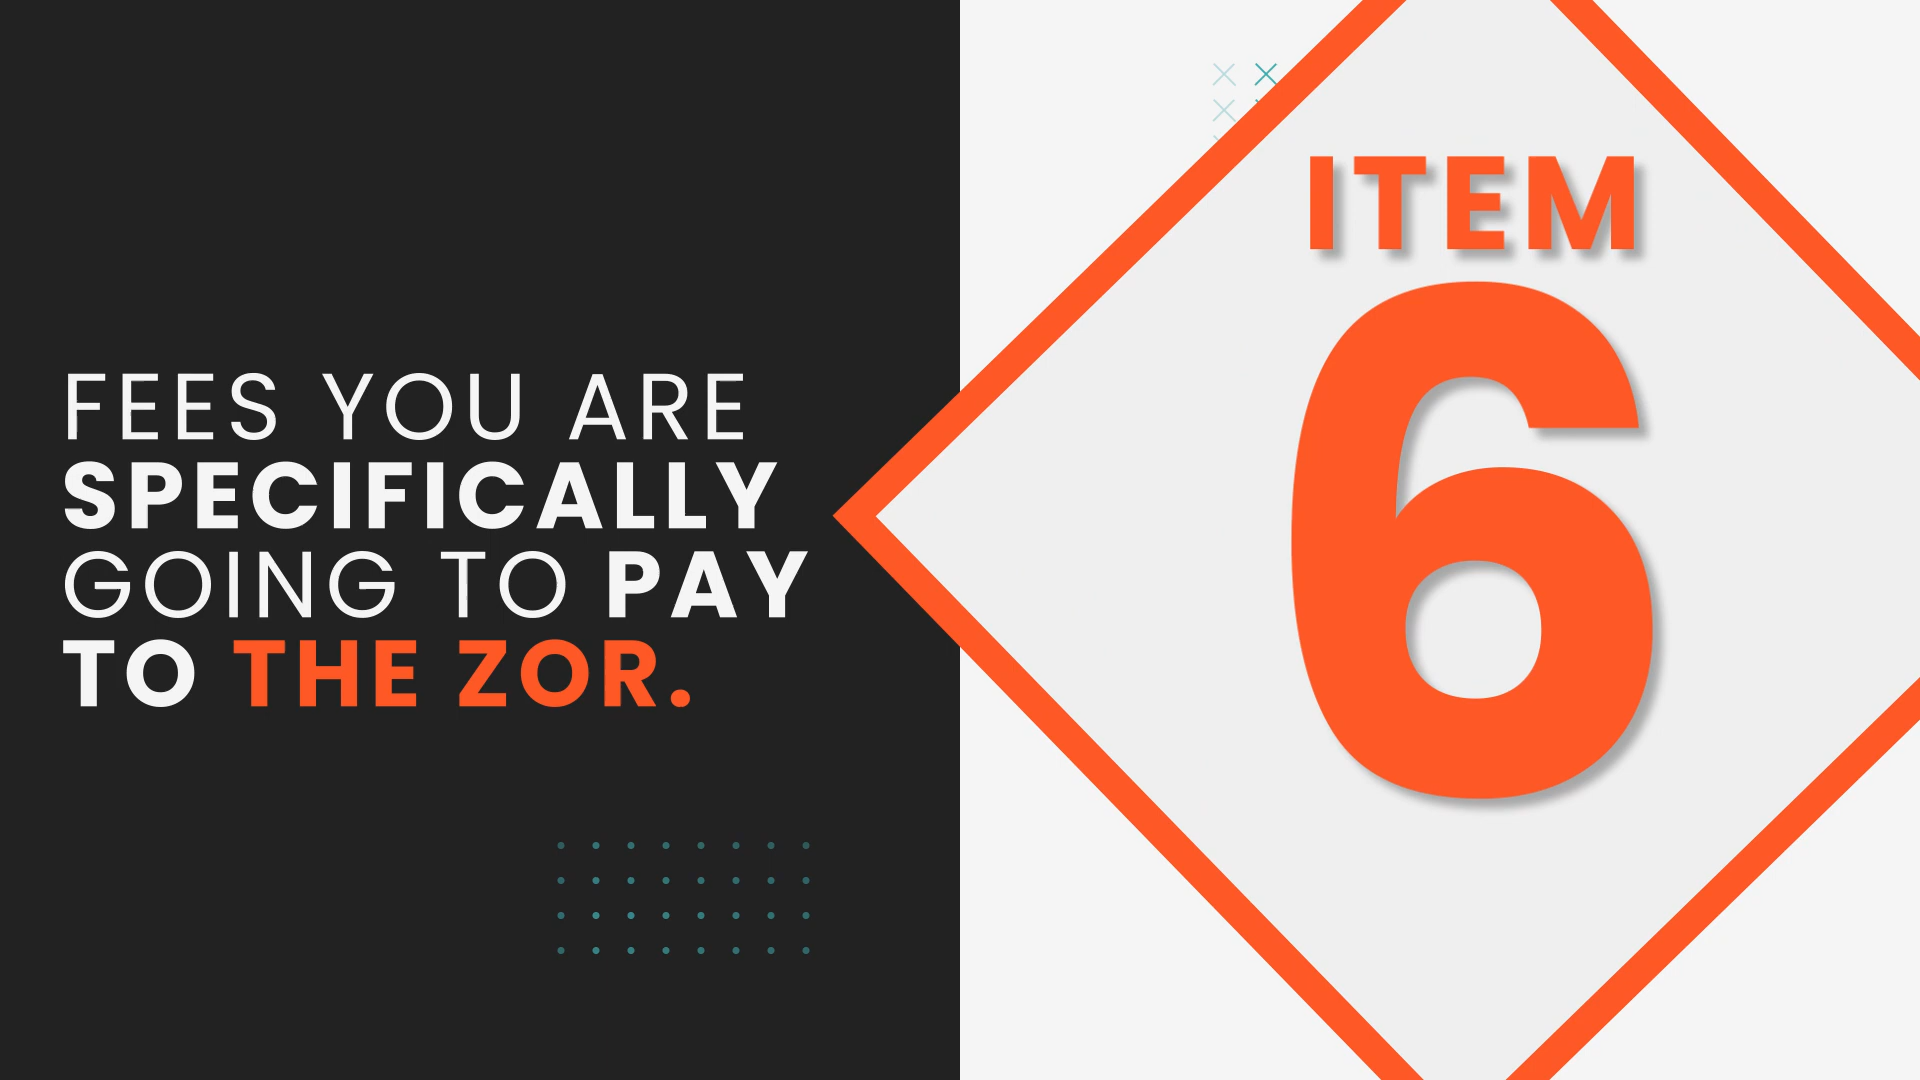 FEES YOU ARE
SPECIFICALLY
GOING TO PAY
TO THE ZOR.
ITEM
6